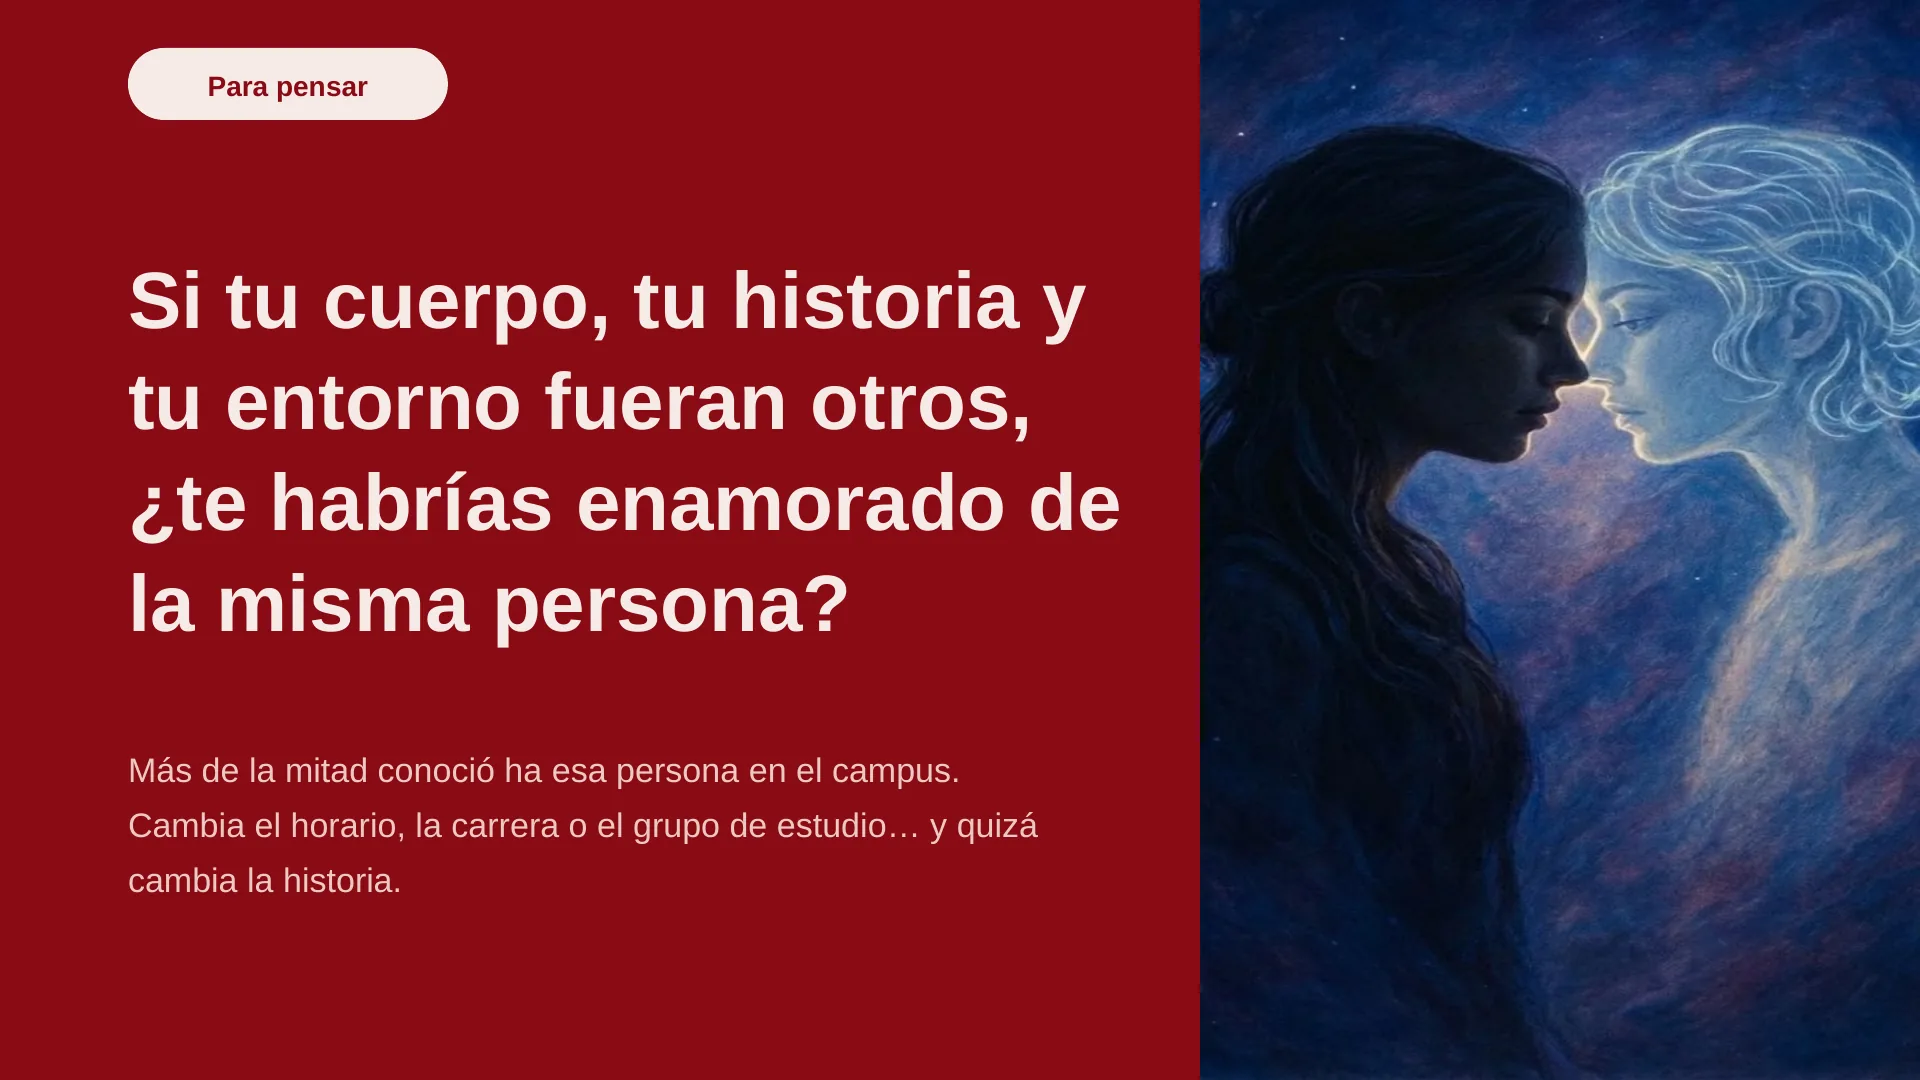 Para pensar
Si tu cuerpo, tu historia y
tu entorno fueran otros,
¿te habrías enamorado de
la misma persona?
Más de la mitad conoció ha esa persona en el campus.
Cambia el horario, la carrera o el grupo de estudio… y quizá
cambia la historia.